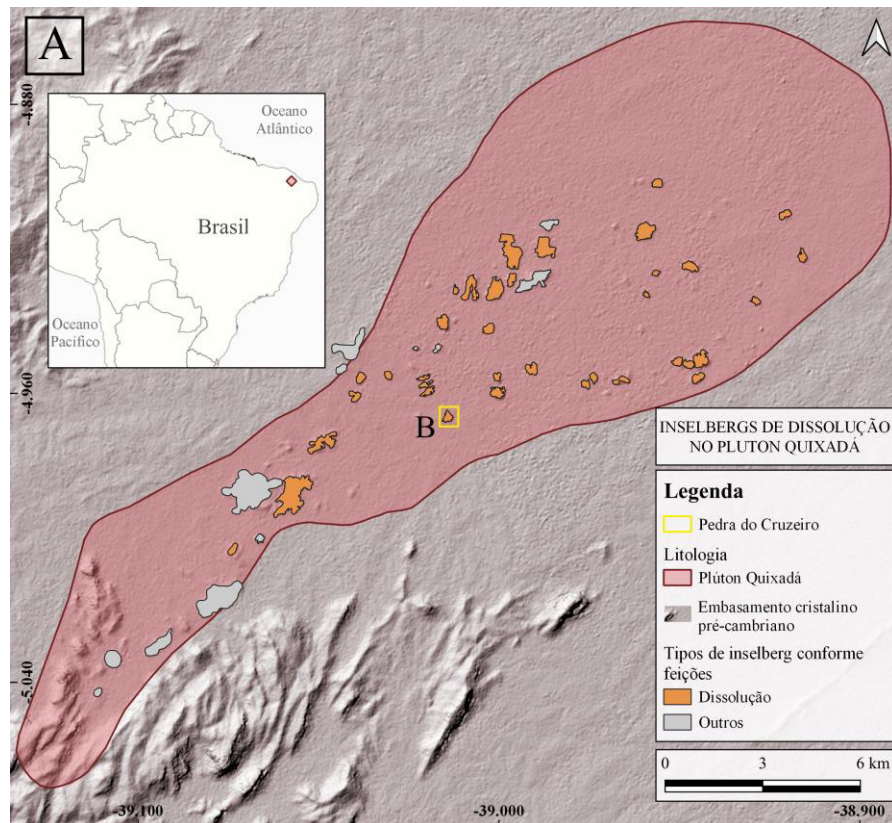 A
-4.880
Oceano
Atlântico
Brasil
Oceano
Pacífico
-4.960
B
INSELBERGS DE DISSOLUÇÃO
NO PLUTON QUIXADÁ
Legenda
Pedra do Cruzeiro
Litologia
Plúton Quixadá
Embasamento cristalino
pré-cambriano
Tipos de inselberg conforme
feições
Dissolução
Outros
-5.040
0 3 6 km
-39.100 -39.000 -38.900